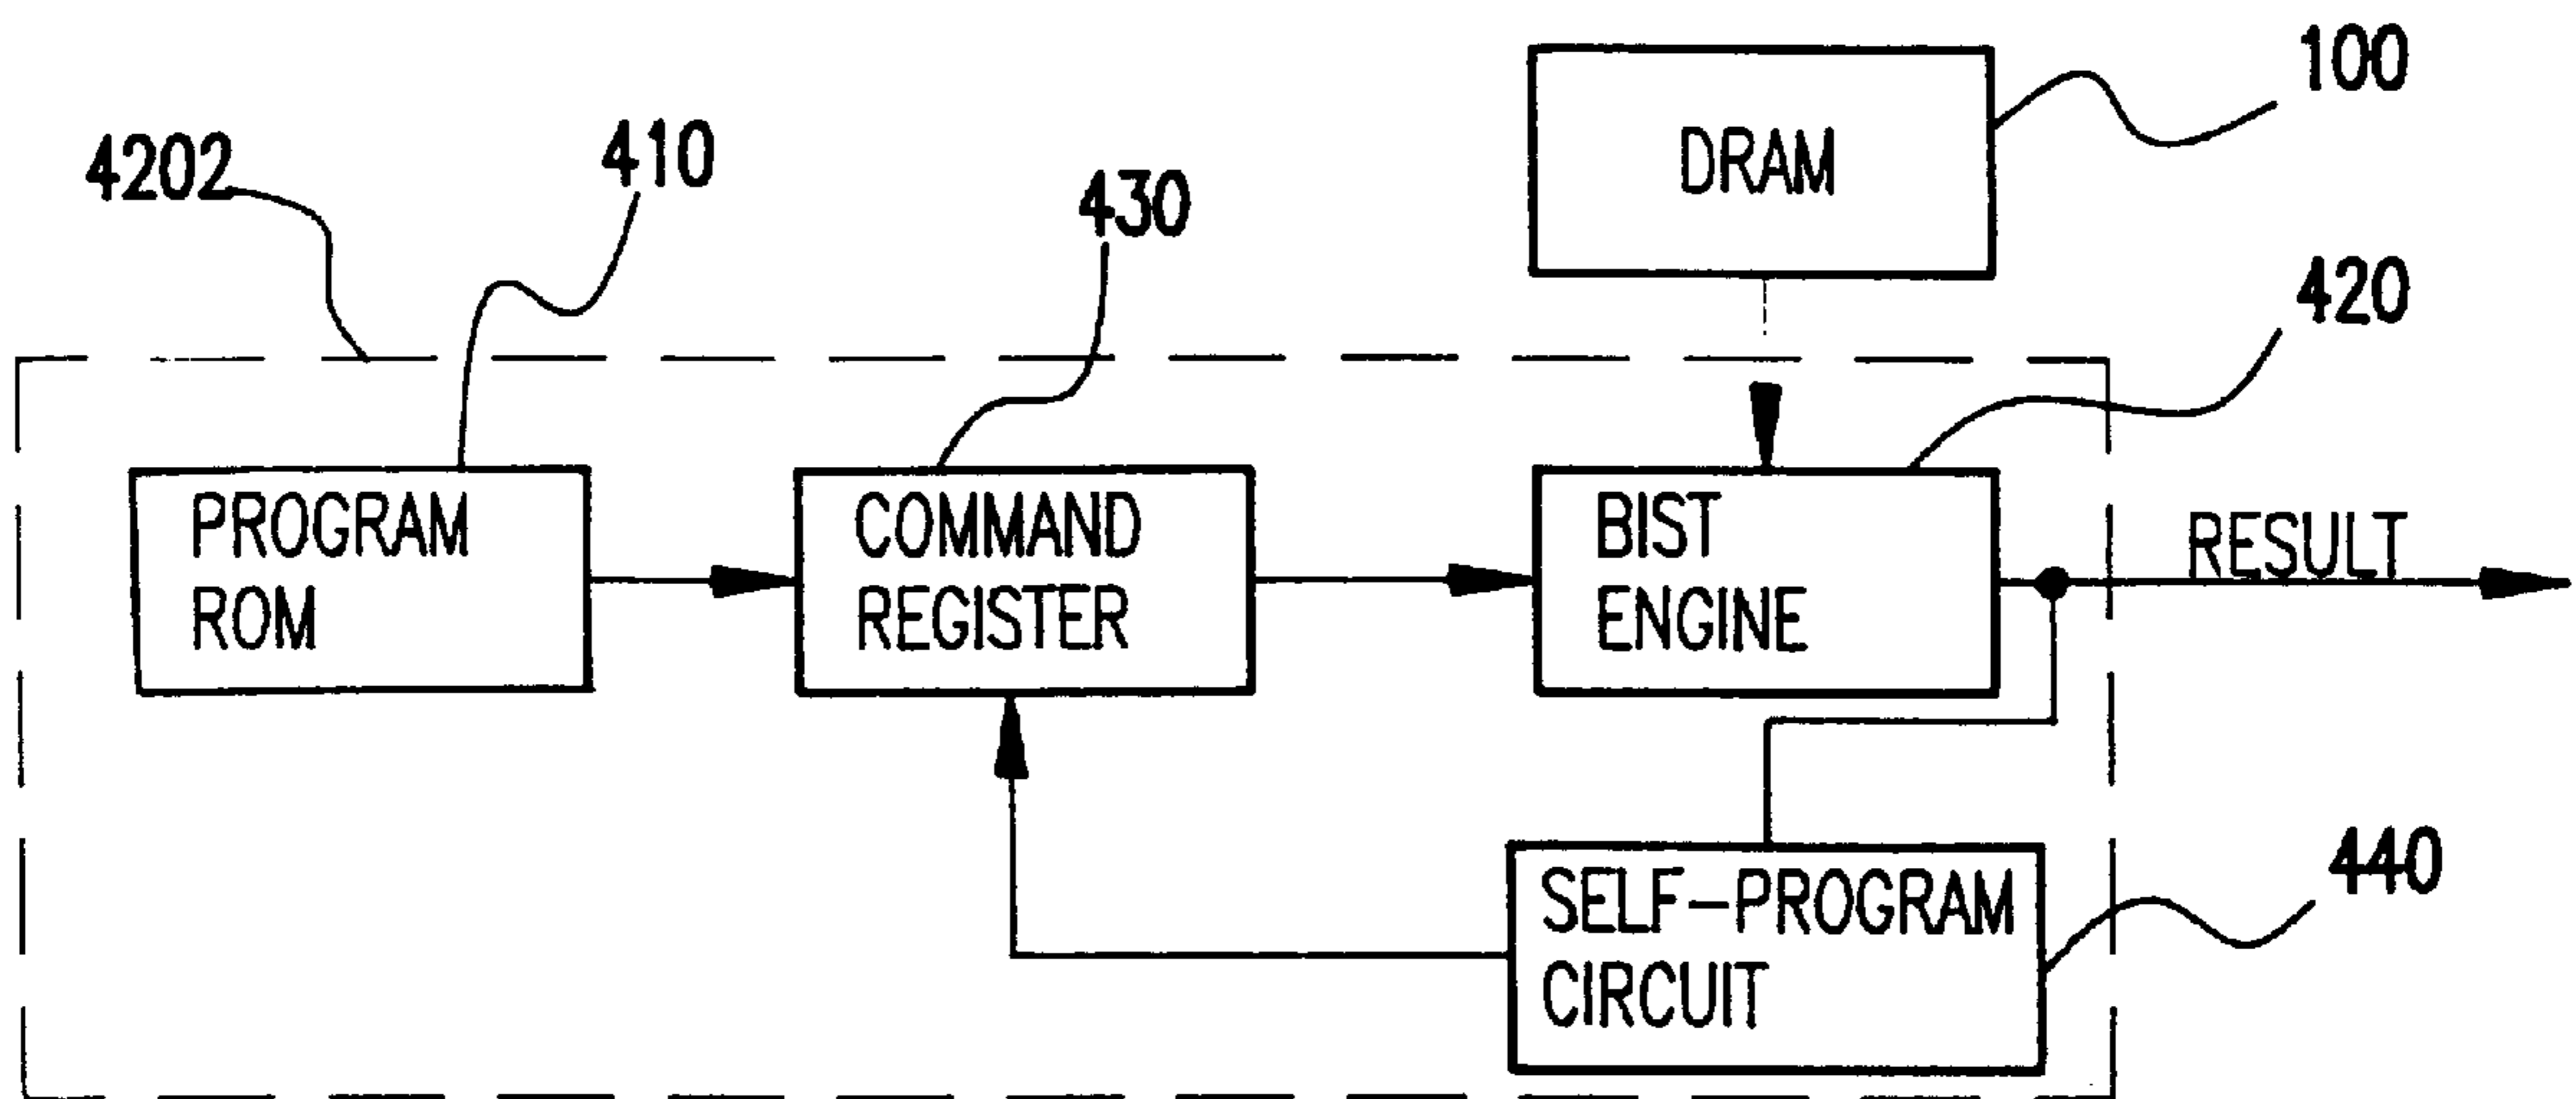 100
4202
410
430
DRAM
420
PROGRAM
ROM
COMMAND
REGISTER
BIST
ENGINE
RESULT
440
SELF-PROGRAM
CIRCUIT